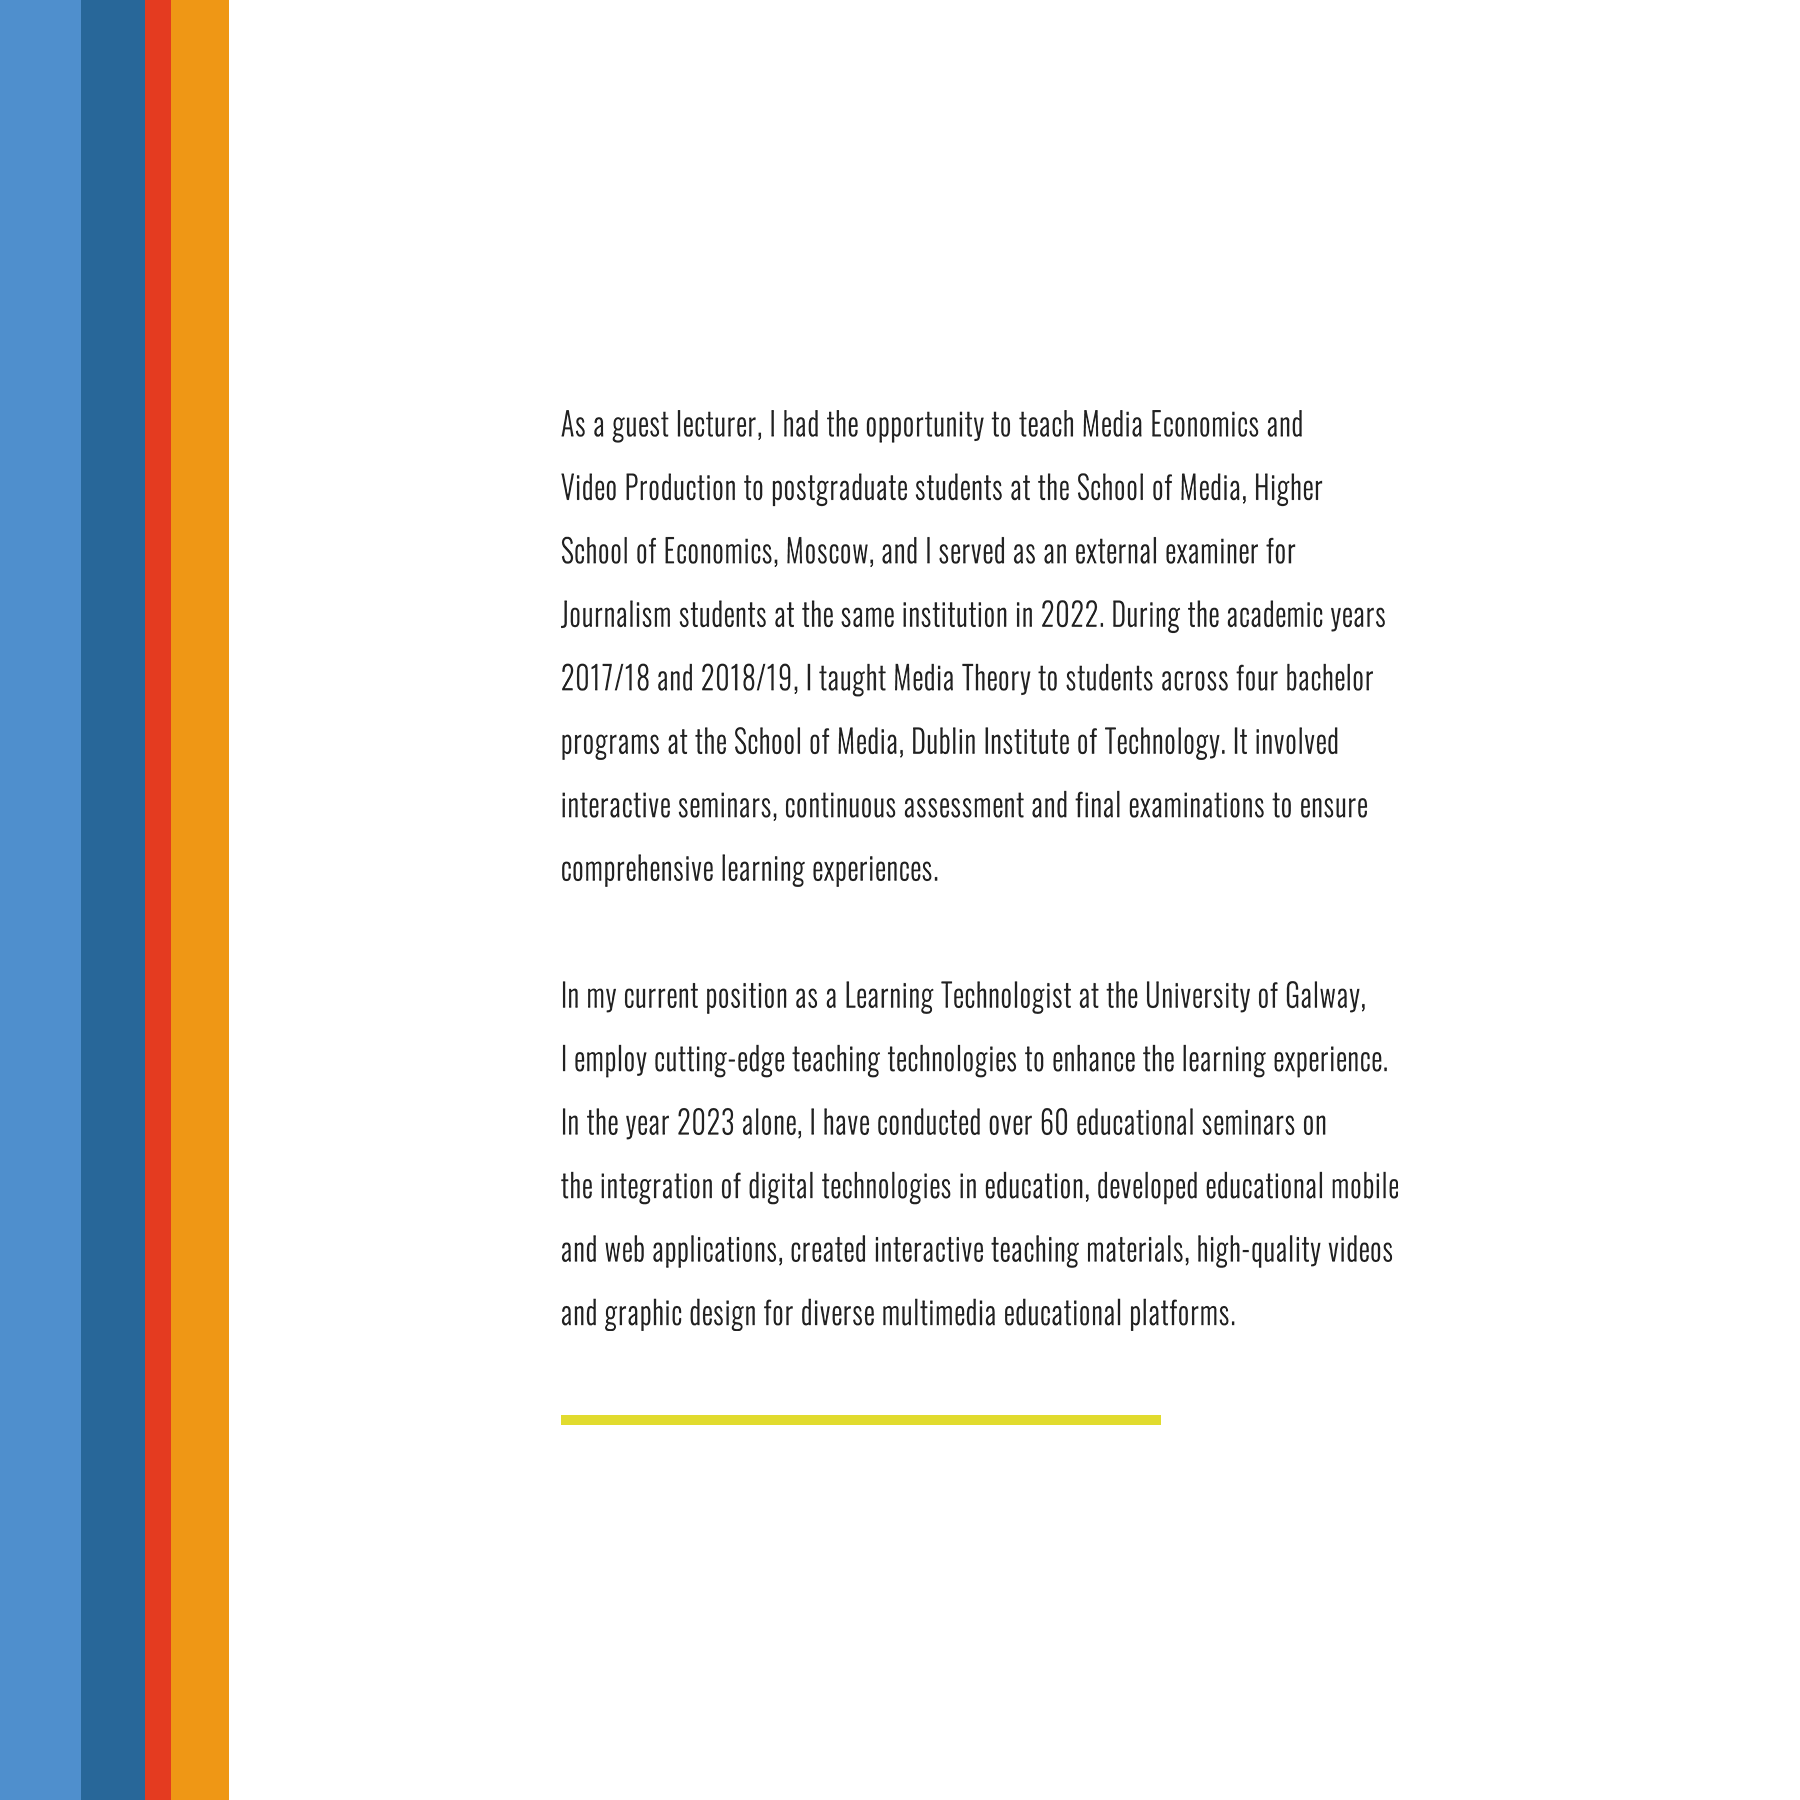 As a guest lecturer, I had the opportunity to teach Media Economics and
Video Production to postgraduate students at the School of Media, Higher
School of Economics, Moscow, and I served as an external examiner for
Journalism students at the same institution in 2022. During the academic years
2017/18 and 2018/19, I taught Media Theory to students across four bachelor
programs at the School of Media, Dublin Institute of Technology. It involved
interactive seminars, continuous assessment and final examinations to ensure
comprehensive learning experiences.
In my current position as a Learning Technologist at the University of Galway,
I employ cutting-edge teaching technologies to enhance the learning experience.
In the year 2023 alone, I have conducted over 60 educational seminars on
the integration of digital technologies in education, developed educational mobile
and web applications, created interactive teaching materials, high-quality videos
and graphic design for diverse multimedia educational platforms.